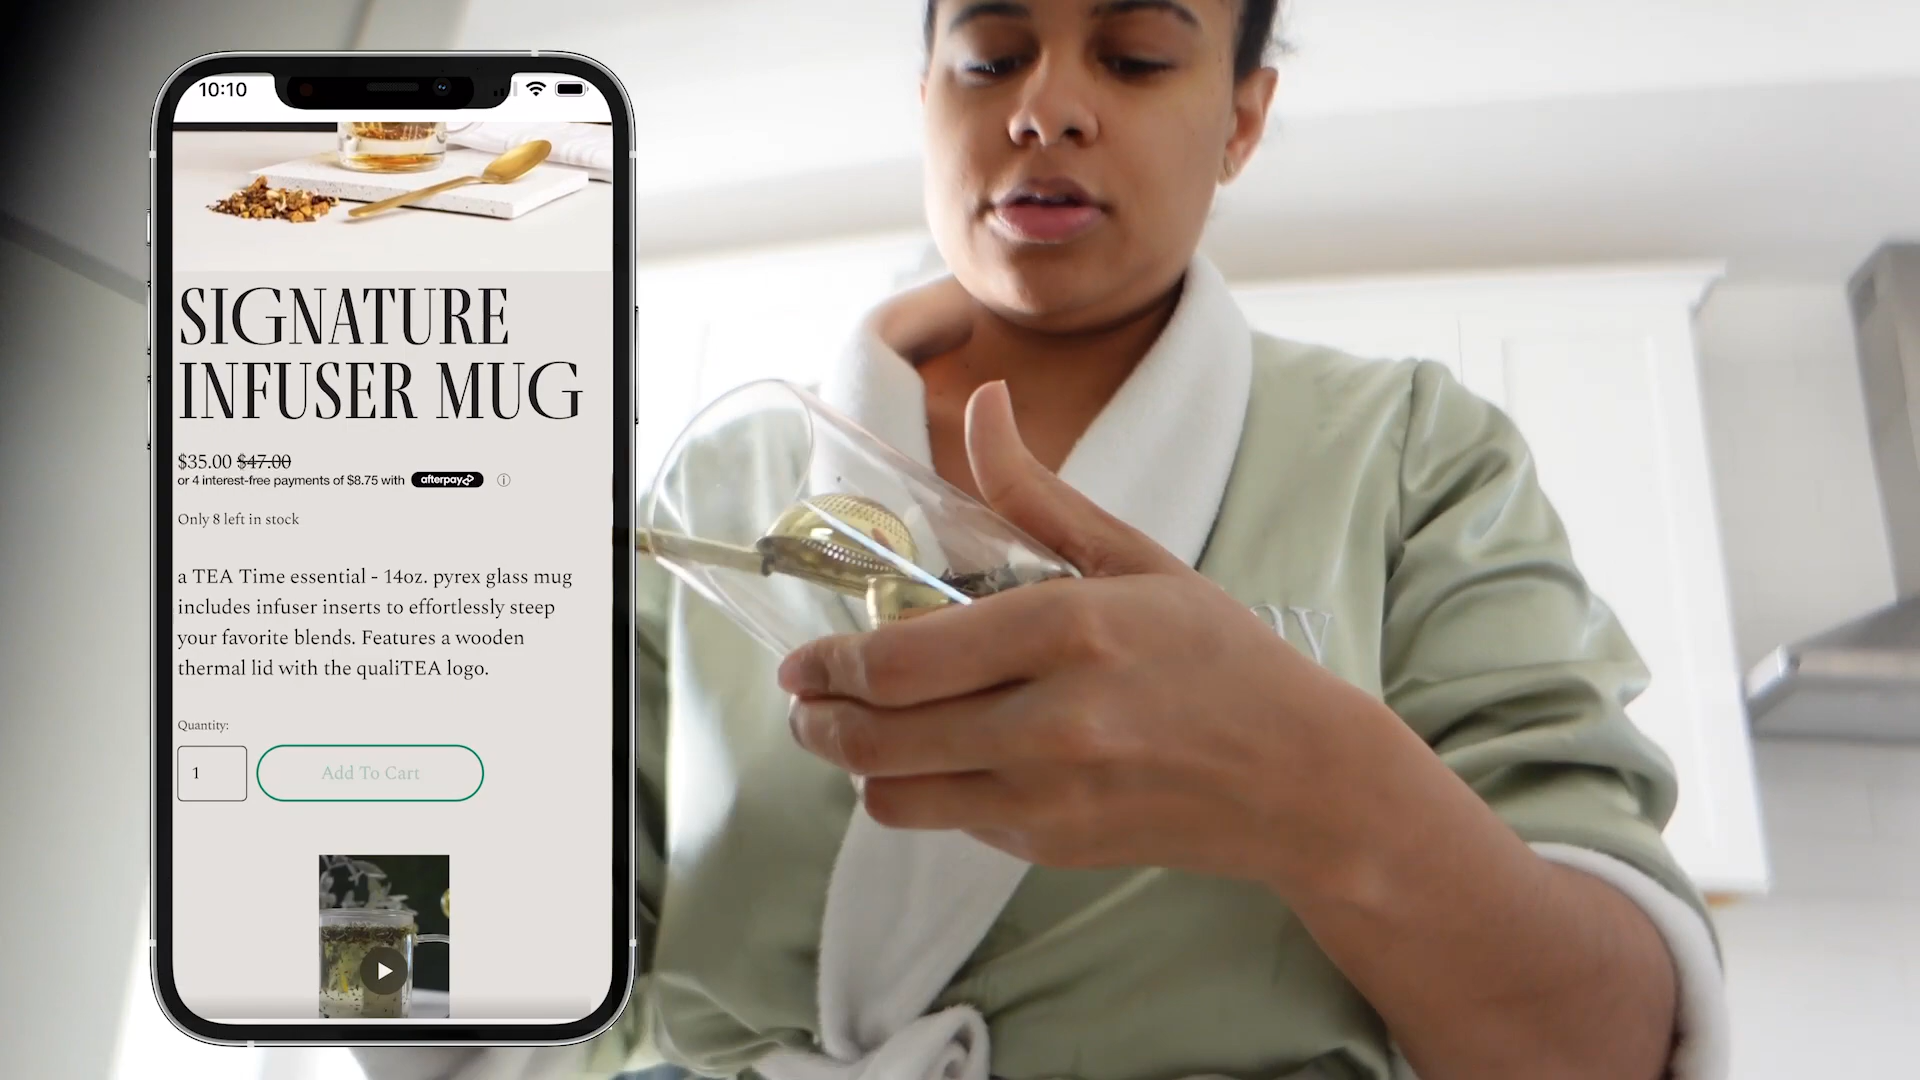 10:10
SIGNATURE
INFUSER MUG
$35.00 $47.00
or 4 interest-free payments of $8.75 with afterpay
Only 8 left in stock
a TEA Time essential - 14oz. pyrex glass mug
includes infuser inserts to effortlessly steep
your favorite blends. Features a wooden
thermal lid with the qualiTEA logo.
Quantity:
1
Add To Cart